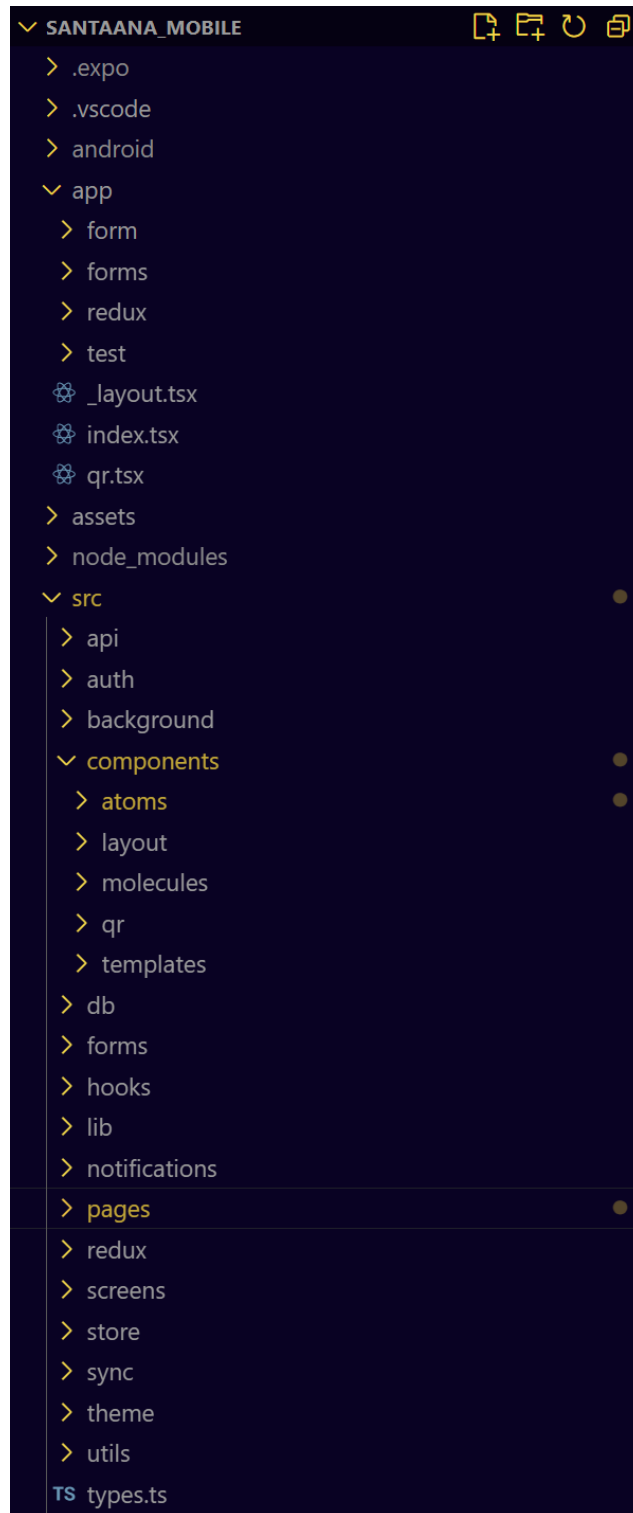 SANTAANA_MOBILE
.expo
.vscode
android
app
form
forms
redux
test
_layout.tsx
index.tsx
qr.tsx
assets
node_modules
src
api
auth
background
components
atoms
layout
molecules
qr
templates
db
forms
hooks
lib
notifications
pages
redux
screens
store
sync
theme
utils
TS types.ts